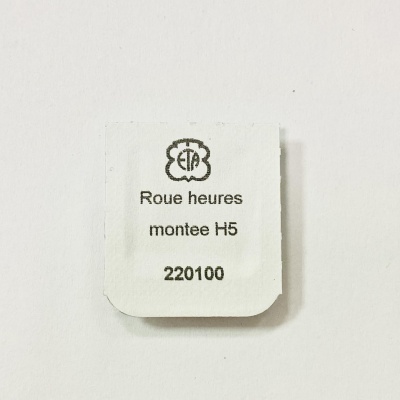 ETA
Roue heures
montee H5
220100